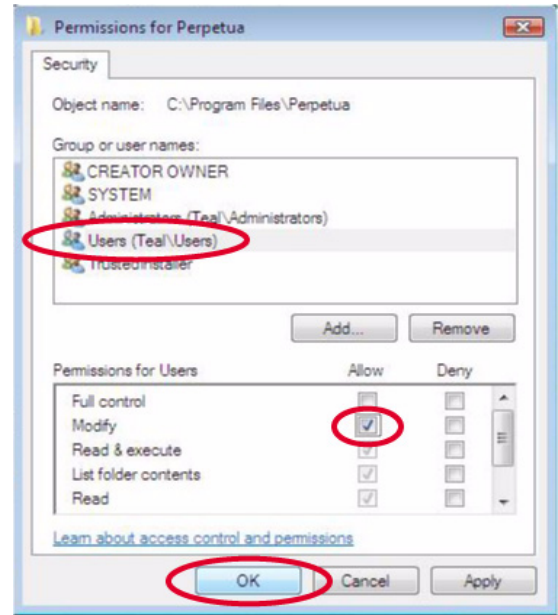 Permissions for Perpetua
Security
Object name: C:\Program Files\Perpetua
Group or user names:
CREATOR OWNER
SYSTEM
Administrators (Teal\Administrators)
Users (Teal\Users)
TrustedInstaller
Add... Remove
Permissions for Users Allow Deny
Full control
Modify
Read & execute
List folder contents
Read
Learn about access control and permissions
OK Cancel Apply